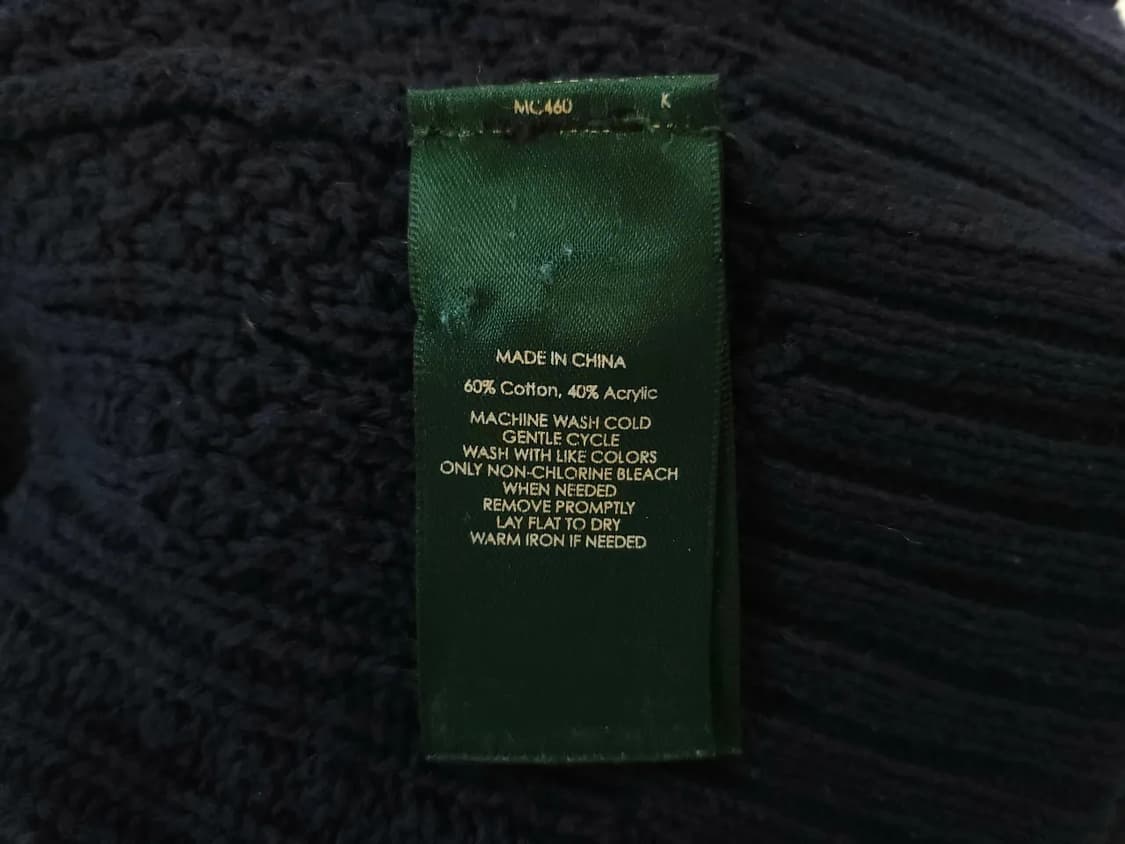 MC460 K
MADE IN CHINA
60% Cotton, 40% Acrylic
MACHINE WASH COLD
GENTLE CYCLE
WASH WITH LIKE COLORS
ONLY NON-CHLORINE BLEACH
WHEN NEEDED
REMOVE PROMPTLY
LAY FLAT TO DRY
WARM IRON IF NEEDED